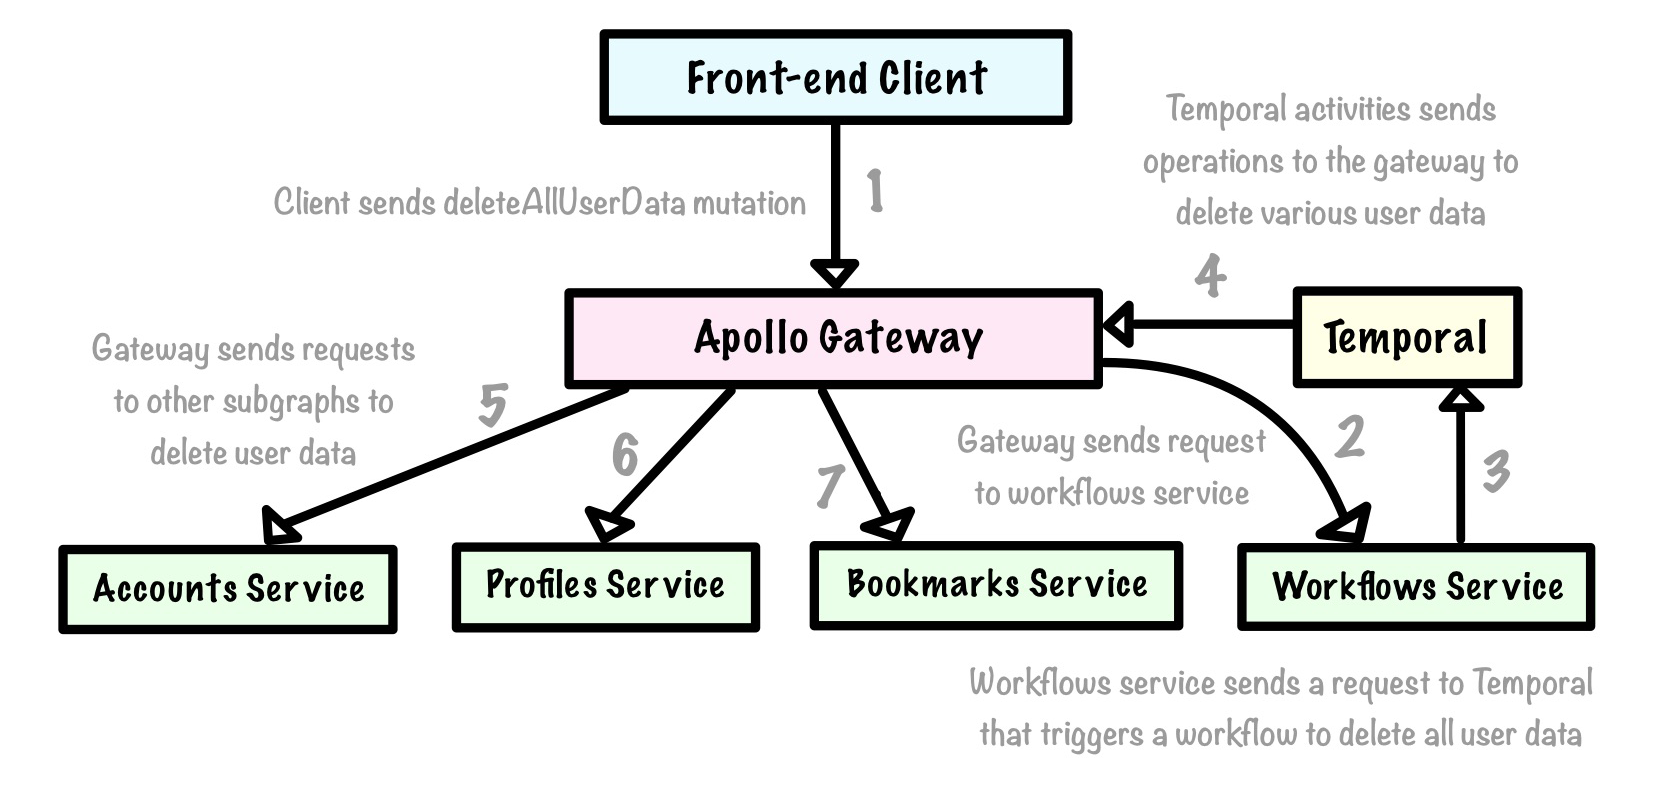 Front-end Client
Temporal activities sends
operations to the gateway to
delete various user data
Client sends deleteAllUserData mutation
1
4
Apollo Gateway
Temporal
Gateway sends requests
to other subgraphs to
delete user data
5
6
7
Gateway sends request
to workflows service
2
3
Accounts Service
Profiles Service
Bookmarks Service
Workflows Service
Workflows service sends a request to Temporal
that triggers a workflow to delete all user data